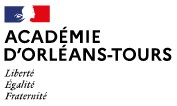 ACADÉMIE
D'ORLÉANS-TOURS
Liberté
Égalité
Fraternité